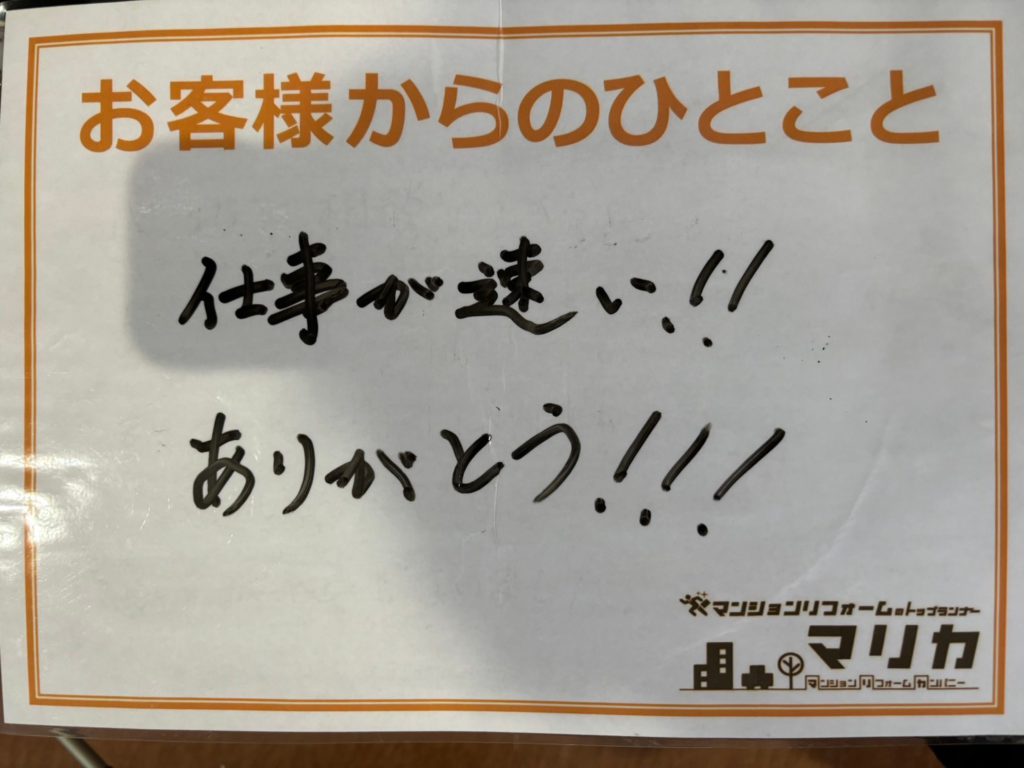 お客様からのひとこと
仕事が速い!!
ありがとう!!!
マンションリフォームのトップランナー
マリカ
マンションリフォームカンパニー